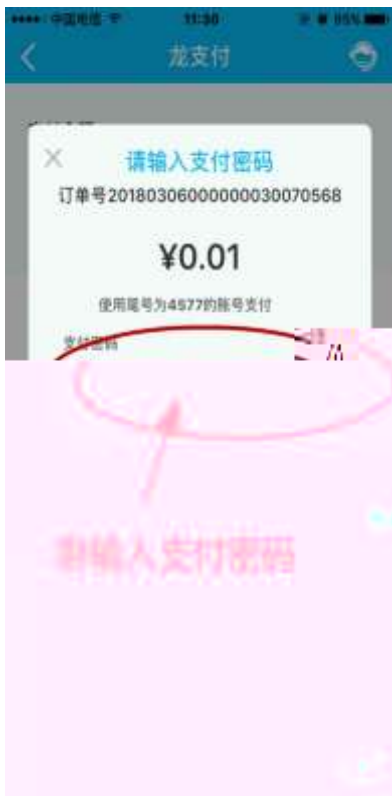 中国电信 11:30 95%
龙支付
请输入支付密码
订单号20180306000000030070568
¥0.01
使用尾号为4577的账号支付
支付密码
请输入支付密码